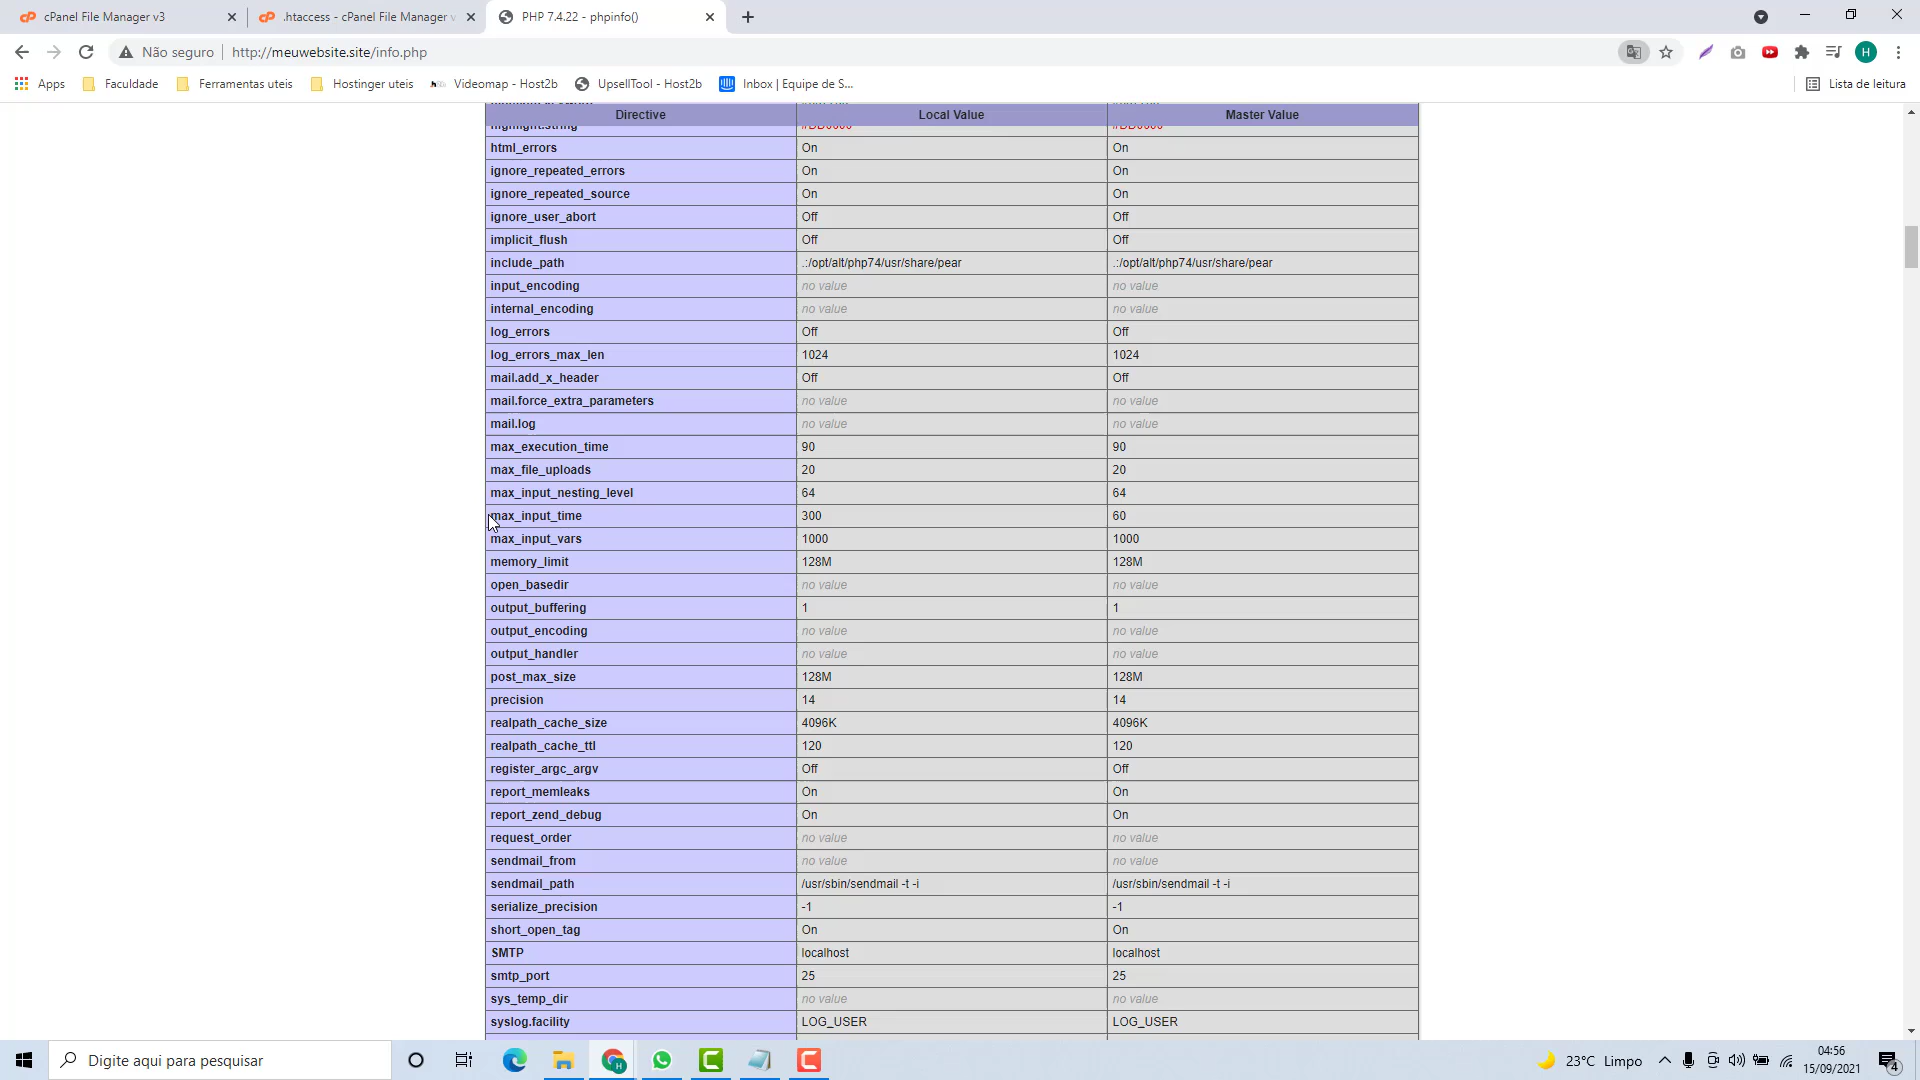 cPanel File Manager v3
.htaccess - cPanel File Manager v
PHP 7.4.22 - phpinfo()
Não seguro
http://meuwebsite.site/info.php
Apps
Faculdade
Ferramentas uteis
Hostinger uteis
Videomap - Host2b
UpsellTool - Host2b
Inbox | Equipe de S...
Lista de leitura
Directive Local Value Master Value
highlight.string #DD0000 #DD0000
html_errors On On
ignore_repeated_errors On On
ignore_repeated_source On On
ignore_user_abort Off Off
implicit_flush Off Off
include_path .:/opt/alt/php74/usr/share/pear .:/opt/alt/php74/usr/share/pear
input_encoding no value no value
internal_encoding no value no value
log_errors Off Off
log_errors_max_len 1024 1024
mail.add_x_header Off Off
mail.force_extra_parameters no value no value
mail.log no value no value
max_execution_time 90 90
max_file_uploads 20 20
max_input_nesting_level 64 64
max_input_time 300 60
max_input_vars 1000 1000
memory_limit 128M 128M
open_basedir no value no value
output_buffering 1 1
output_encoding no value no value
output_handler no value no value
post_max_size 128M 128M
precision 14 14
realpath_cache_size 4096K 4096K
realpath_cache_ttl 120 120
register_argc_argv Off Off
report_memleaks On On
report_zend_debug On On
request_order no value no value
sendmail_from no value no value
sendmail_path /usr/sbin/sendmail -t -i /usr/sbin/sendmail -t -i
serialize_precision -1 -1
short_open_tag On On
SMTP localhost localhost
smtp_port 25 25
sys_temp_dir no value no value
syslog.facility LOG_USER LOG_USER
Digite aqui para pesquisar
23°C Limpo
04:56
15/09/2021
4